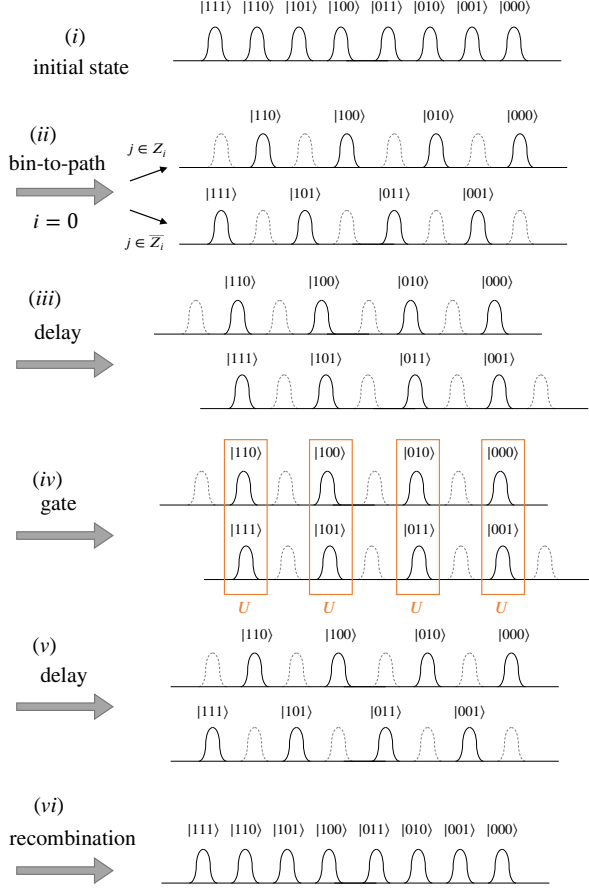 |111⟩ |110⟩ |101⟩ |100⟩ |011⟩ |010⟩ |001⟩ |000⟩
(i)
initial state
(ii)
bin-to-path
i = 0
j ∈ Z_i
|110⟩ |100⟩ |010⟩ |000⟩
j ∈ \overline{Z_i}
|111⟩ |101⟩ |011⟩ |001⟩
(iii)
delay
|110⟩ |100⟩ |010⟩ |000⟩
|111⟩ |101⟩ |011⟩ |001⟩
(iv)
gate
|110⟩ |100⟩ |010⟩ |000⟩
|111⟩ |101⟩ |011⟩ |001⟩
U U U U
(v)
delay
|110⟩ |100⟩ |010⟩ |000⟩
|111⟩ |101⟩ |011⟩ |001⟩
(vi)
recombination
|111⟩ |110⟩ |101⟩ |100⟩ |011⟩ |010⟩ |001⟩ |000⟩